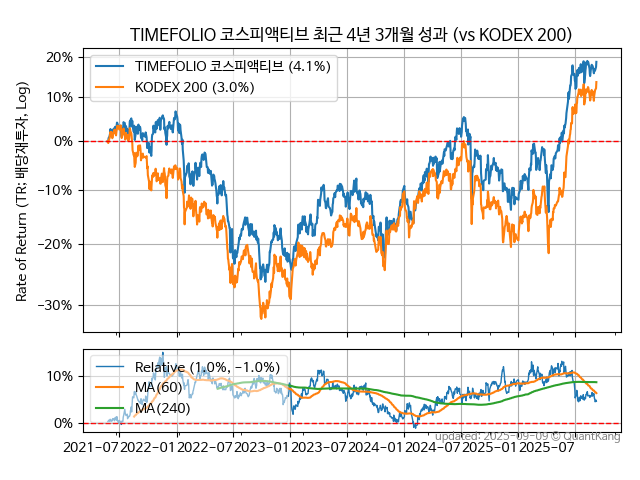 TIMEFOLIO 코스피액티브 최근 4년 3개월 성과 (vs KODEX 200)
Rate of Return (TR: 배당재투자, Log)
20%
10%
0%
−10%
−20%
−30%
TIMEFOLIO 코스피액티브 (4.1%)
KODEX 200 (3.0%)
10%
0%
Relative (1.0%, −1.0%)
MA(60)
MA(240)
2021-07 2022-01 2022-07 2023-01 2023-07 2024-01 2024-07 2025-01 2025-07
updated: 2025-09-09 © QuantKang